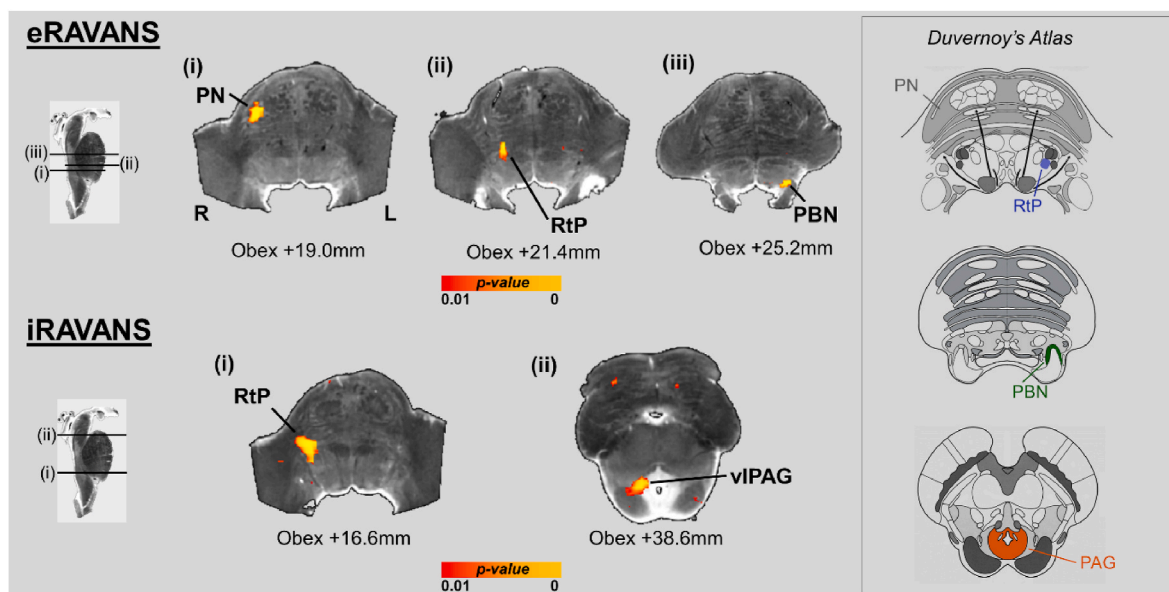 eRAVANS
(i)
(ii)
(iii)
PN
RtP
PBN
R
L
(iii)
(ii)
(i)
Obex +19.0mm
Obex +21.4mm
Obex +25.2mm
p-value
0.01
0
iRAVANS
(i)
(ii)
RtP
vlPAG
(ii)
(i)
Obex +16.6mm
Obex +38.6mm
p-value
0.01
0
Duvernoy's Atlas
PN
RtP
PBN
PAG